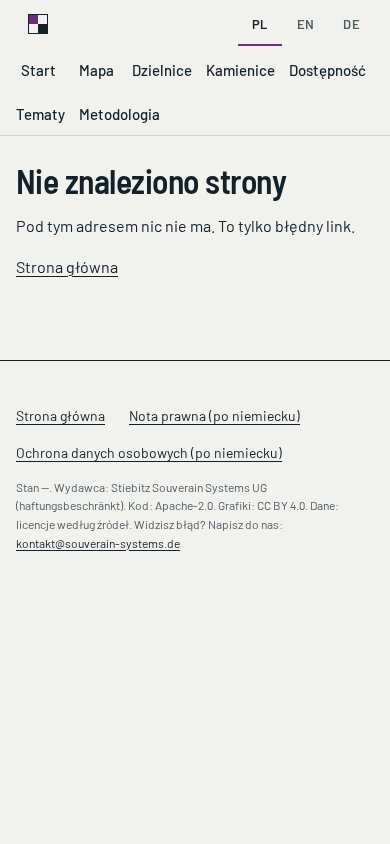 PL EN DE
Start Mapa Dzielnice Kamienice Dostępność
Tematy Metodologia
Nie znaleziono strony
Pod tym adresem nic nie ma. To tylko błędny link.
Strona główna
Strona główna Nota prawna (po niemiecku)
Ochrona danych osobowych (po niemiecku)
Stan —. Wydawca: Stiebitz Souverain Systems UG
(haftungsbeschränkt). Kod: Apache-2.0. Grafiki: CC BY 4.0. Dane:
licencje według źródeł. Widzisz błąd? Napisz do nas:
kontakt@souverain-systems.de